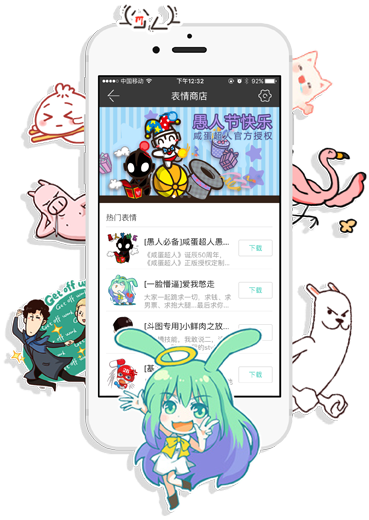 中国移动
下午12:32
92%
表情商店
愚人节快乐
咸蛋超人官方授权
热门表情
[愚人必备]咸蛋超人愚...
《咸蛋超人》诞辰50周年,
《咸蛋超人》正版授权定制...
下载
[一脸懵逼]爱我憋走
大家一起跪求一切、求钱、求
男票、求抱大腿...最后求你...
下载
[斗图专用]小鲜肉之放...
下载
Get off w